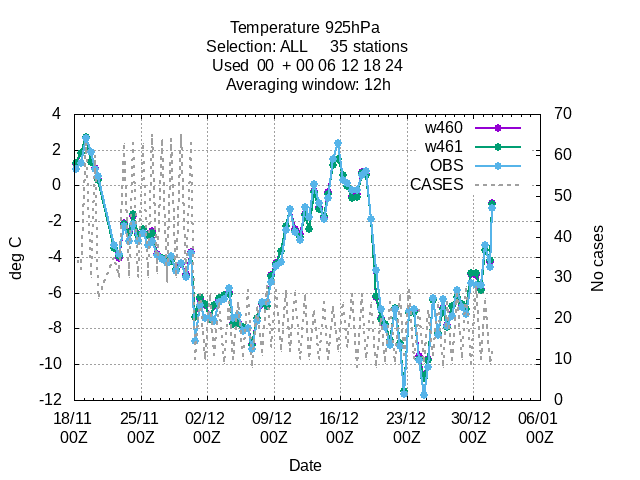 Temperature 925hPa
Selection: ALL 35 stations
Used 00 + 00 06 12 18 24
Averaging window: 12h
4 70
w460
w461
OBS
CASES
2 60
0 50
-2 40
-4 30
-6 20
-8
-10 10
-12 0
deg C
No cases
18/11 25/11 02/12 09/12 16/12 23/12 30/12 06/01
00Z 00Z 00Z 00Z 00Z 00Z 00Z 00Z
Date